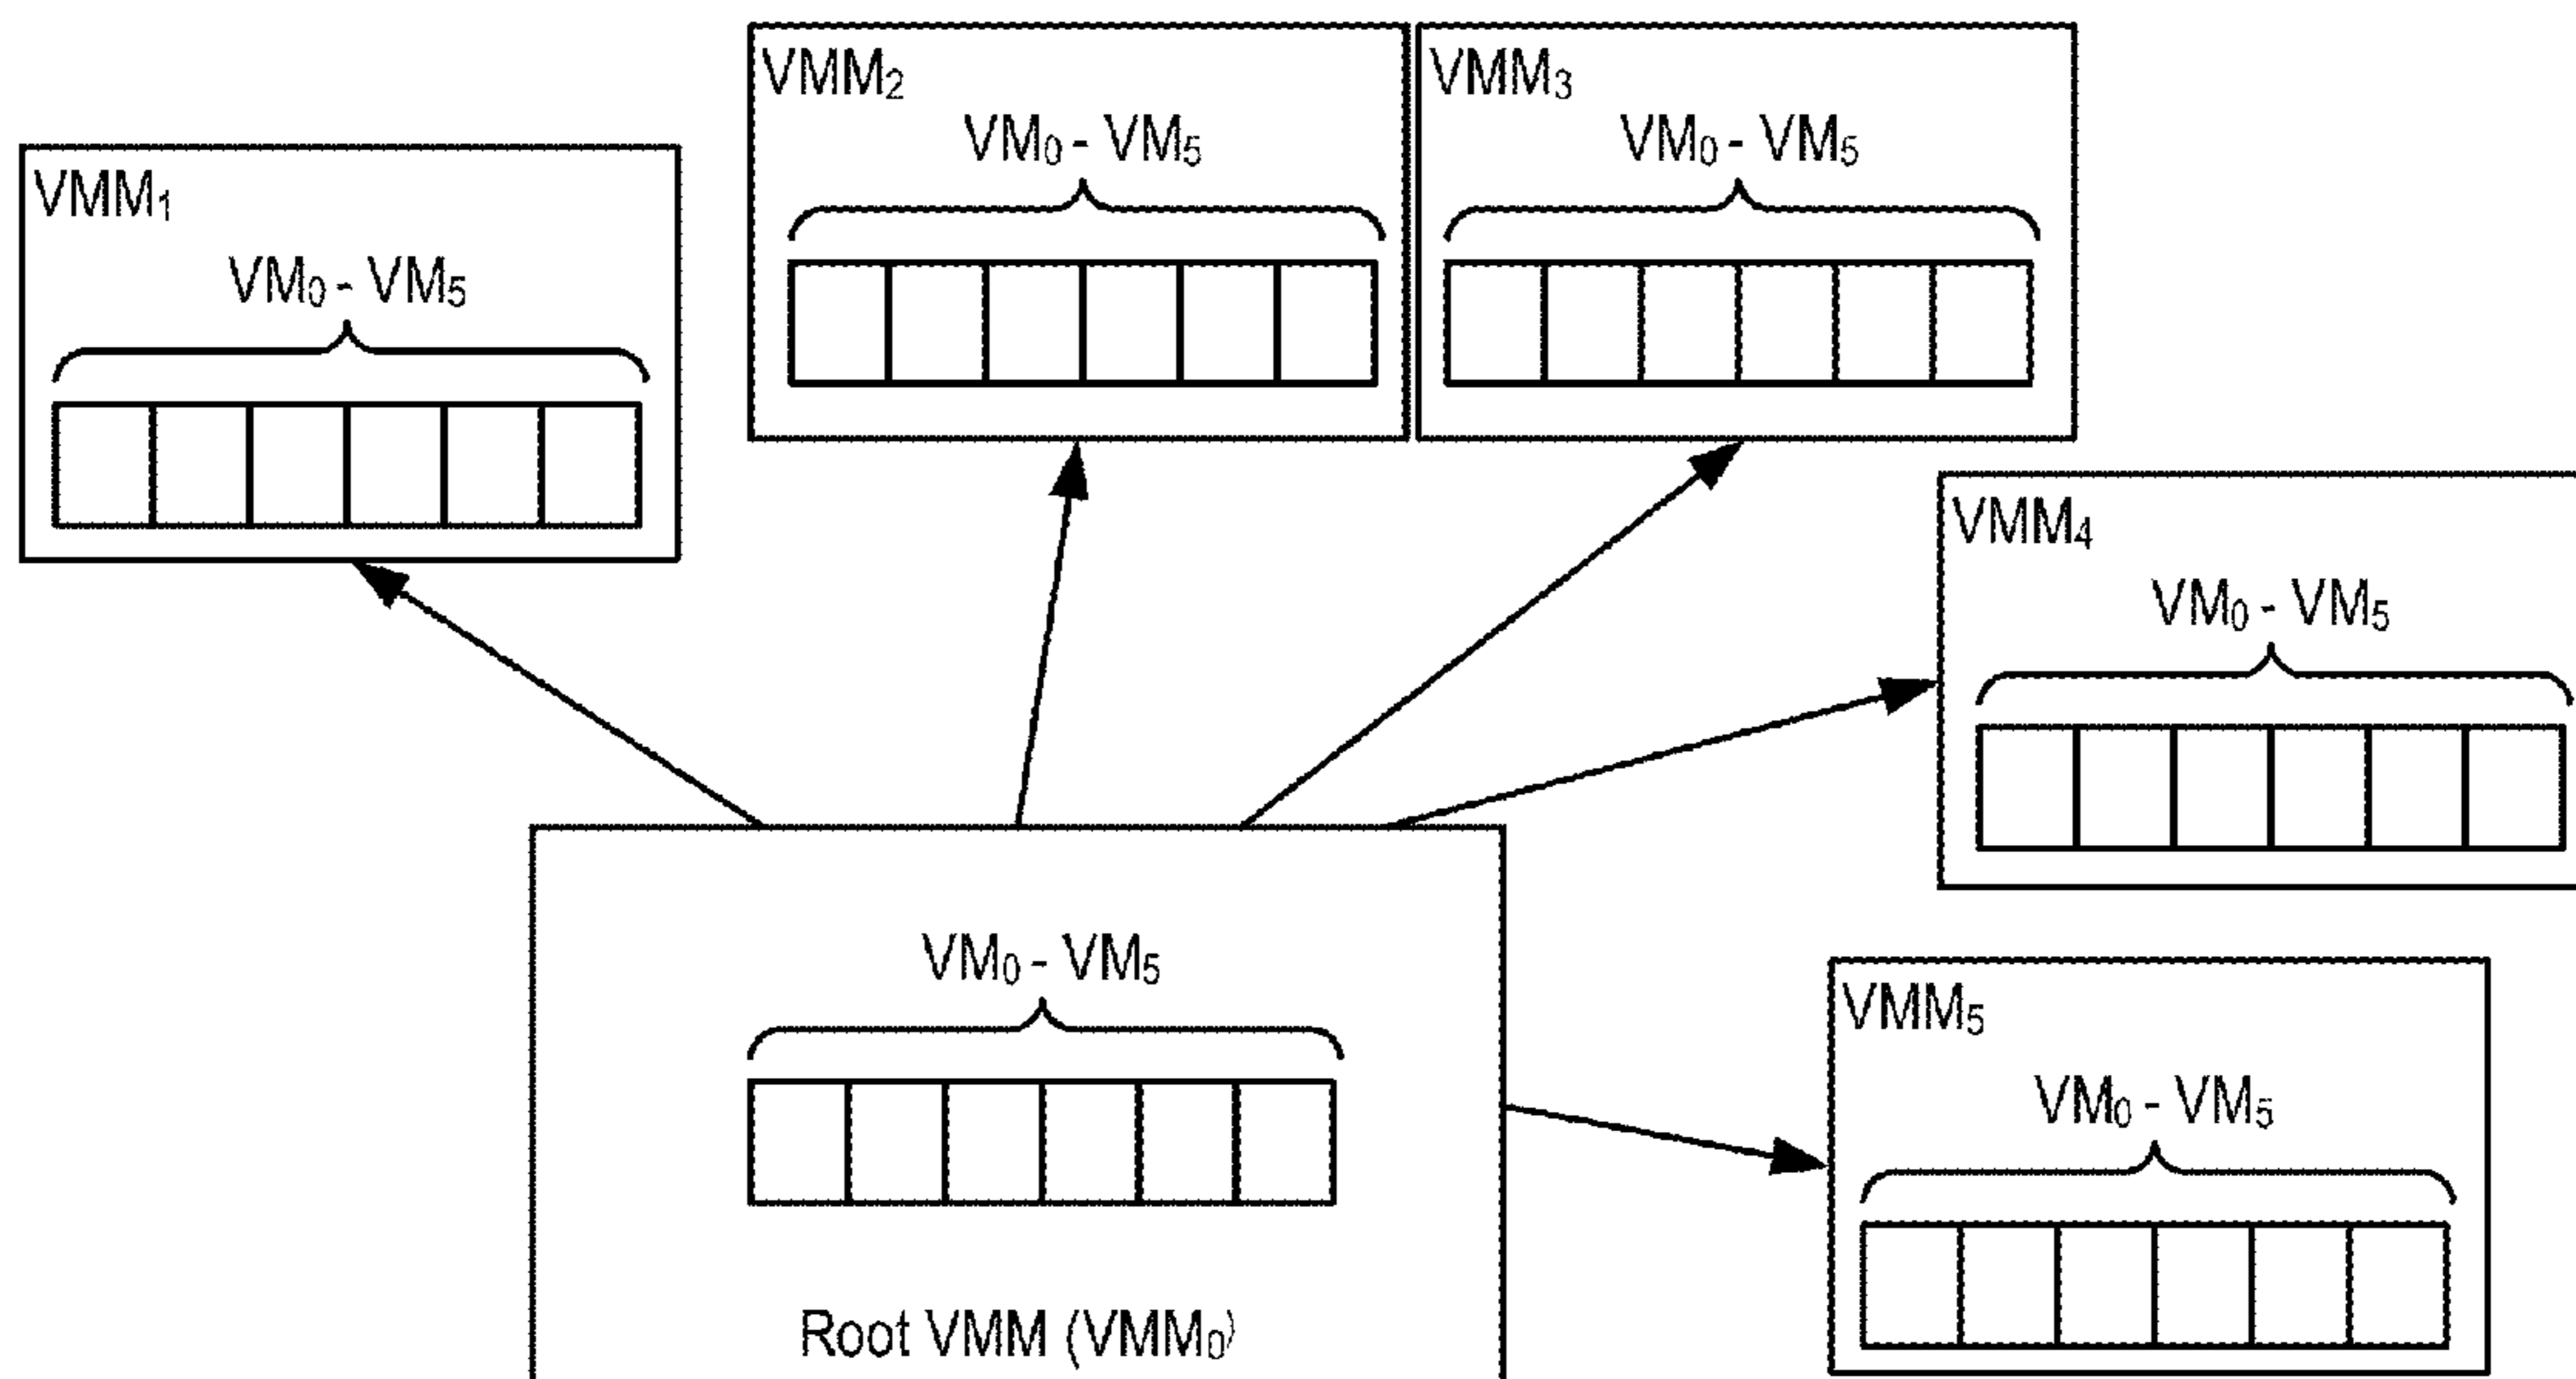 VMM₁
VM₀ - VM₅
VMM₂
VM₀ - VM₅
VMM₃
VM₀ - VM₅
VMM₄
VM₀ - VM₅
VM₀ - VM₅
Root VMM (VMM₀)
VMM₅
VM₀ - VM₅